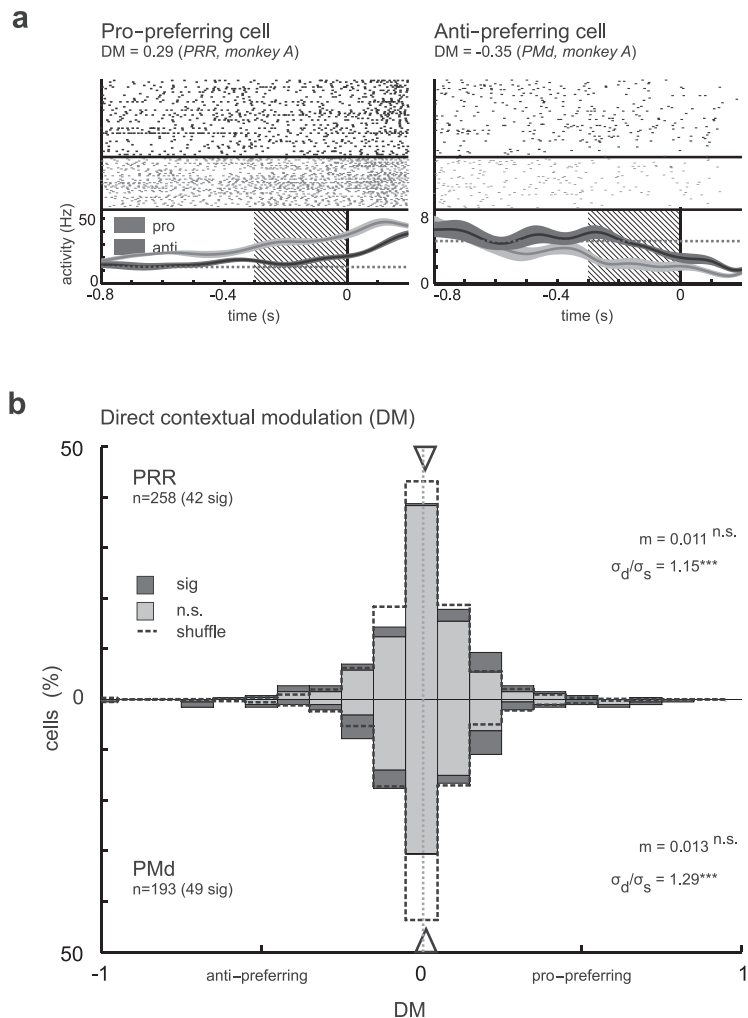 a
Pro-preferring cell
DM = 0.29 (PRR, monkey A)
Anti-preferring cell
DM = -0.35 (PMd, monkey A)
activity (Hz)
50
0
pro
anti
-0.8
-0.4
0
time (s)
8
0
-0.8
-0.4
0
time (s)
b
Direct contextual modulation (DM)
50
PRR
n=258 (42 sig)
m = 0.011 n.s.
σd/σs = 1.15***
sig
n.s.
shuffle
cells (%)
0
PMd
n=193 (49 sig)
m = 0.013 n.s.
σd/σs = 1.29***
50
-1
anti-preferring
0
pro-preferring
1
DM